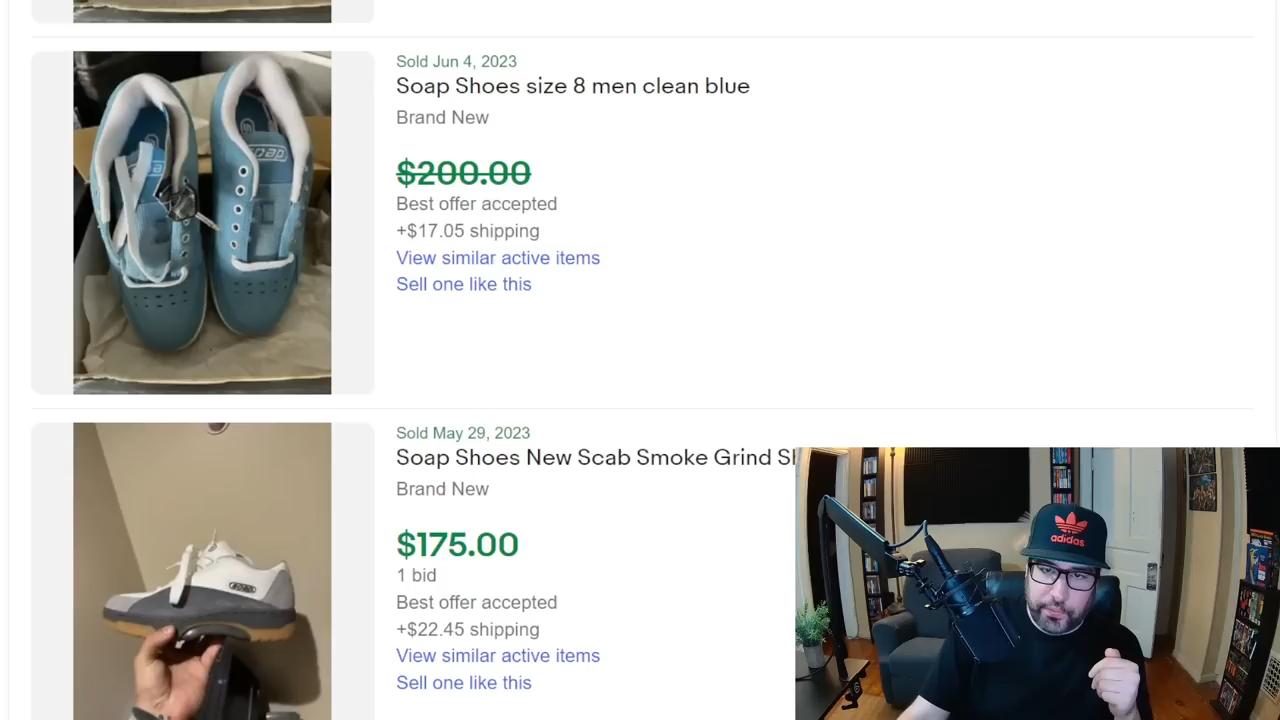 Sold Jun 4, 2023
Soap Shoes size 8 men clean blue
Brand New
$200.00
Best offer accepted
+$17.05 shipping
View similar active items
Sell one like this
soap
Sold May 29, 2023
Soap Shoes New Scab Smoke Grind
Brand New
$175.00
1 bid
Best offer accepted
+$22.45 shipping
View similar active items
Sell one like this
adidas